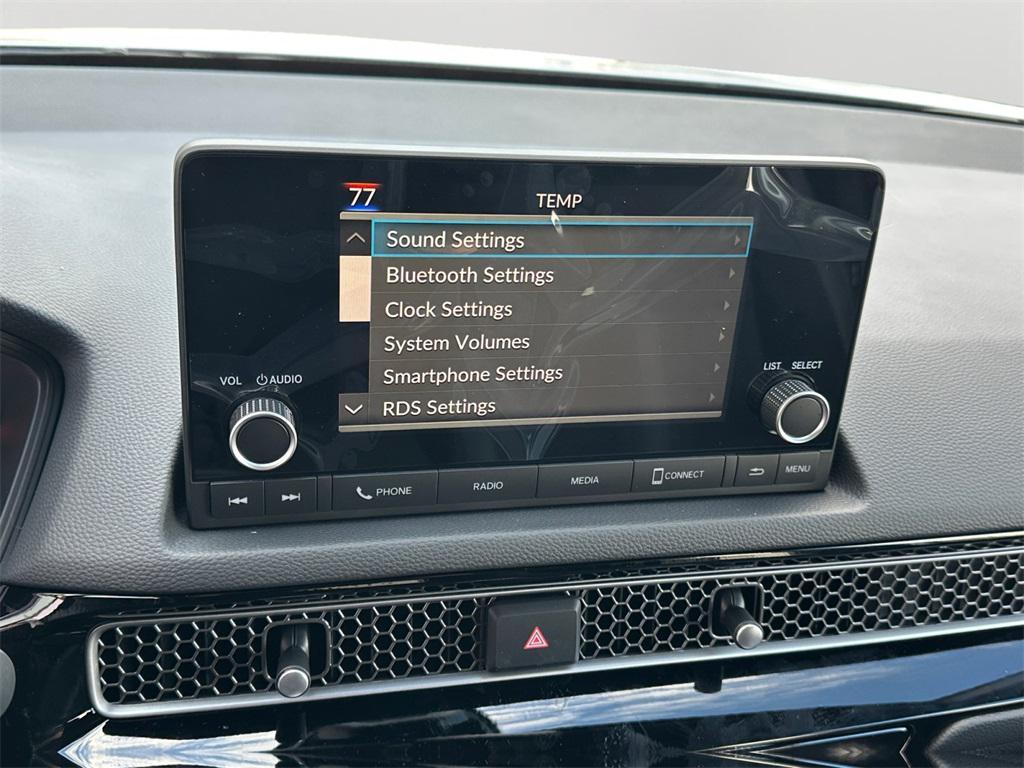 77
TEMP
Sound Settings
Bluetooth Settings
Clock Settings
System Volumes
Smartphone Settings
RDS Settings
VOL AUDIO
LIST SELECT
PHONE RADIO MEDIA CONNECT MENU